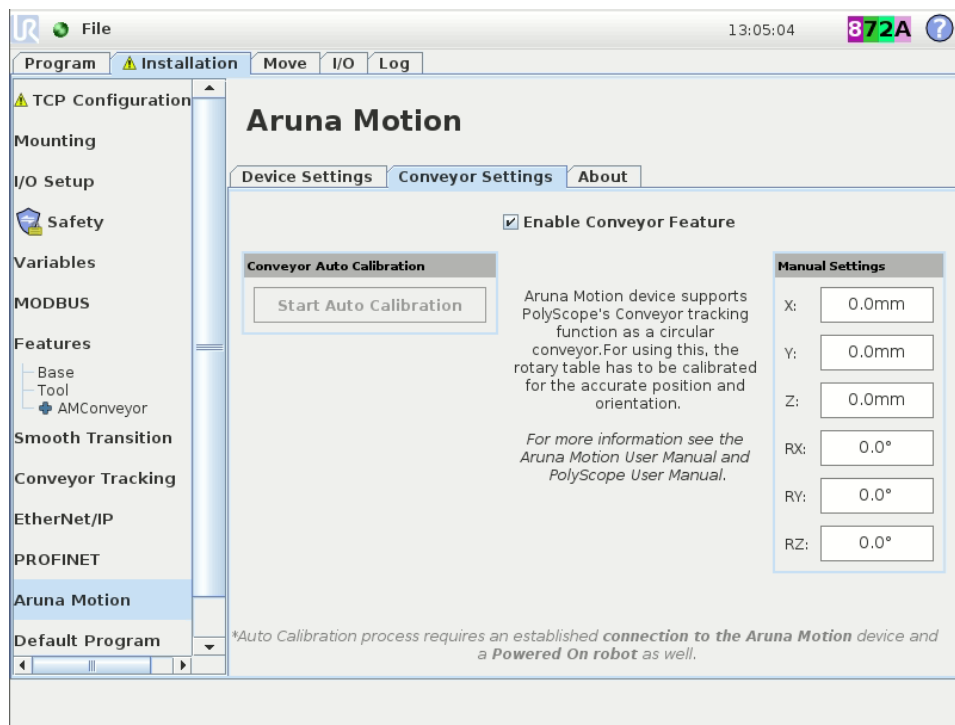 UR File 13:05:04 872A ?
Program Installation Move I/O Log
TCP Configuration
Mounting
I/O Setup
Safety
Variables
MODBUS
Features
Base
Tool
AMConveyor
Smooth Transition
Conveyor Tracking
EtherNet/IP
PROFINET
Aruna Motion
Default Program
Aruna Motion
Device Settings Conveyor Settings About
Enable Conveyor Feature
Conveyor Auto Calibration
Start Auto Calibration
Aruna Motion device supports
PolyScope's Conveyor tracking
function as a circular
conveyor.For using this, the
rotary table has to be calibrated
for the accurate position and
orientation.
For more information see the
Aruna Motion User Manual and
PolyScope User Manual.
Manual Settings
X: 0.0mm
Y: 0.0mm
Z: 0.0mm
RX: 0.0°
RY: 0.0°
RZ: 0.0°
*Auto Calibration process requires an established connection to the Aruna Motion device and
a Powered On robot as well.